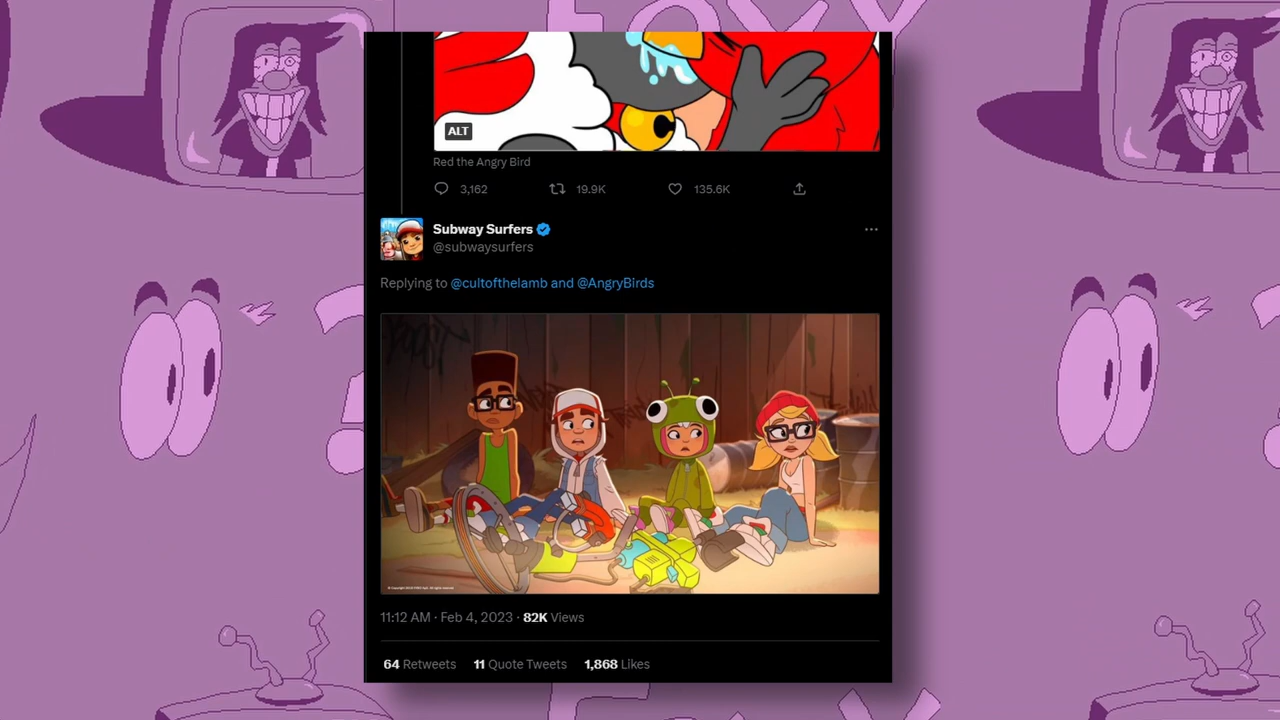 ALT
Red the Angry Bird
3,162 19.9K 135.6K
Subway Surfers
@subwaysurfers
Replying to @cultofthelamb and @AngryBirds
11:12 AM · Feb 4, 2023 · 82K Views
64 Retweets 11 Quote Tweets 1,868 Likes